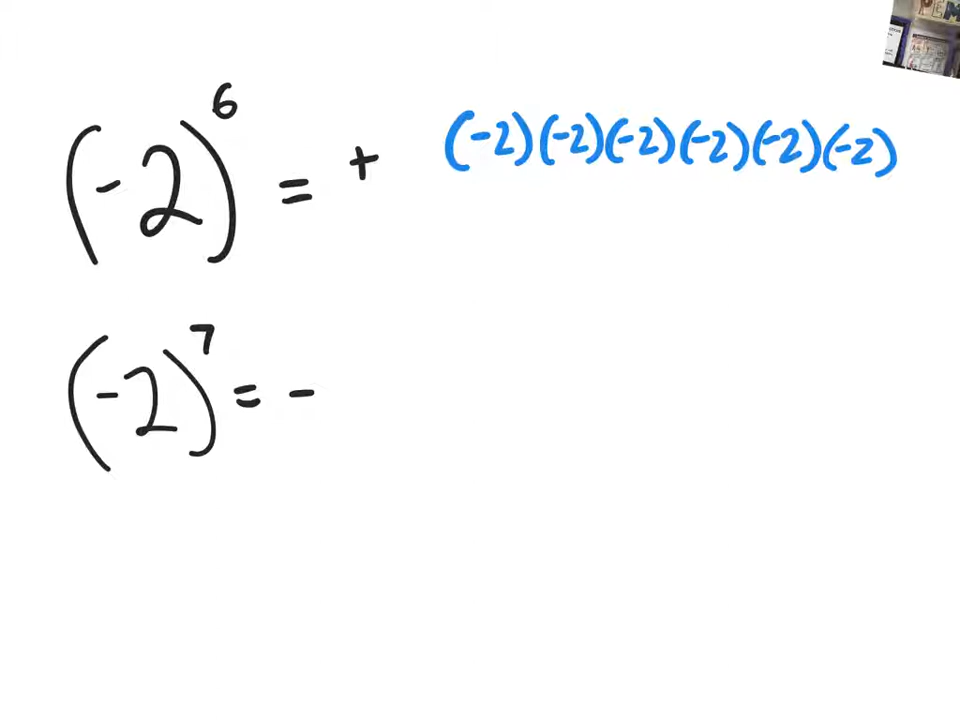 (-2)⁶ = + (-2)(-2)(-2)(-2)(-2)(-2)
(-2)⁷ = -